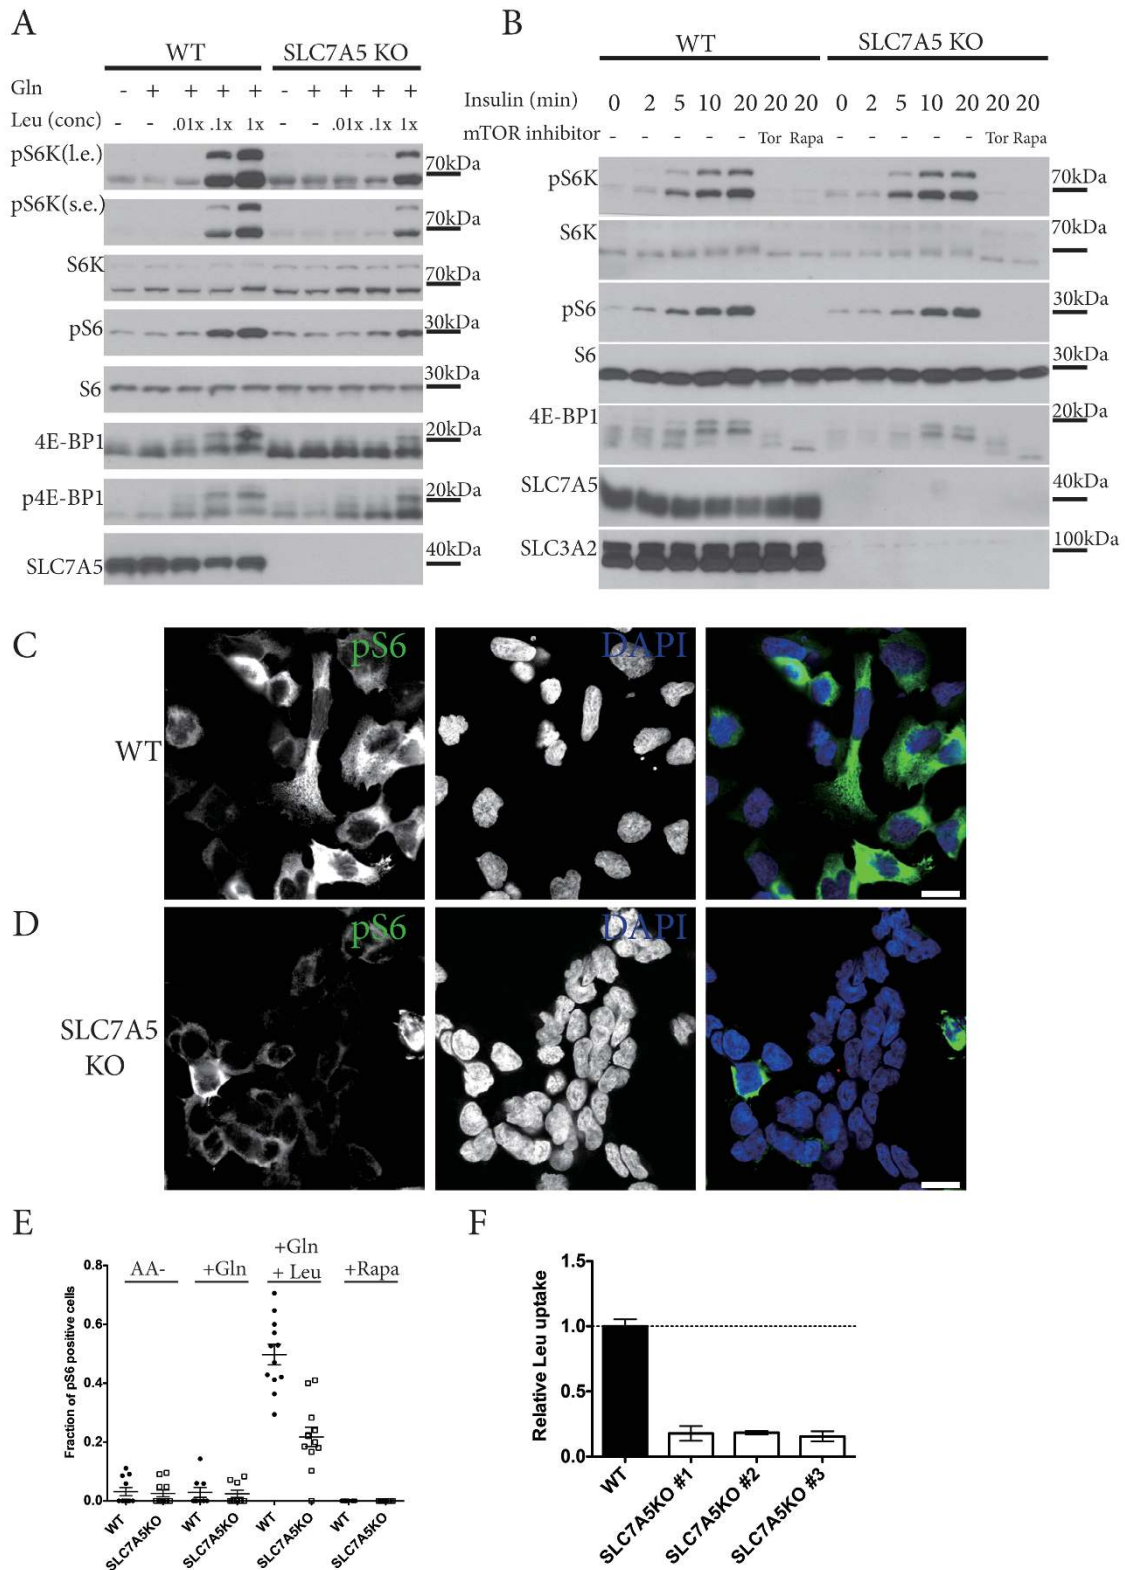 A
WT SLC7A5 KO
Gln - + + + + - + + + +
Leu (conc) - - .01x .1x 1x - - .01x .1x 1x
pS6K(l.e.) 70kDa
pS6K(s.e.) 70kDa
S6K 70kDa
pS6 30kDa
S6 30kDa
4E-BP1 20kDa
p4E-BP1 20kDa
SLC7A5 40kDa
B
WT SLC7A5 KO
Insulin (min) 0 2 5 10 20 20 20 0 2 5 10 20 20 20
mTOR inhibitor - - - - - Tor Rapa - - - - - Tor Rapa
pS6K 70kDa
S6K 70kDa
pS6 30kDa
S6 30kDa
4E-BP1 20kDa
SLC7A5 40kDa
SLC3A2 100kDa
C
pS6 DAPI
WT
D
pS6 DAPI
SLC7A5
KO
E
Fraction of pS6 positive cells
0.8
0.6
0.4
0.2
0.0
AA- +Gln +Gln + Leu +Rapa
WT SLC7A5KO WT SLC7A5KO WT SLC7A5KO WT SLC7A5KO
F
Relative Leu uptake
1.5
1.0
0.5
0.0
WT SLC7A5KO #1 SLC7A5KO #2 SLC7A5KO #3